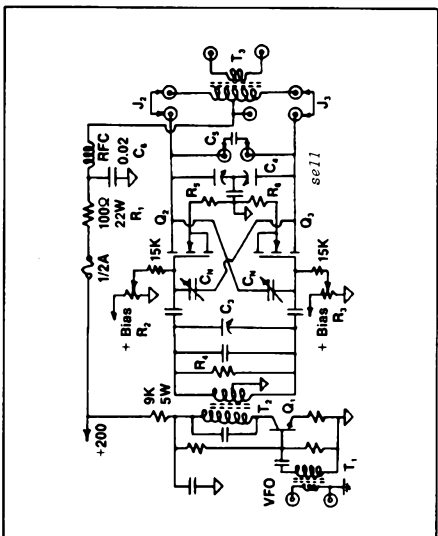 +200
1/2A
100Ω
22W
R1
RFC
0.02
C6
9K
5W
+ Bias
R2
15K
Q2
R5
J2
VFO
T1
T2
Q1
R4
C3
CN
CN
C5
C4
T3
R6
Q3
15K
+ Bias
R3
J3
sell